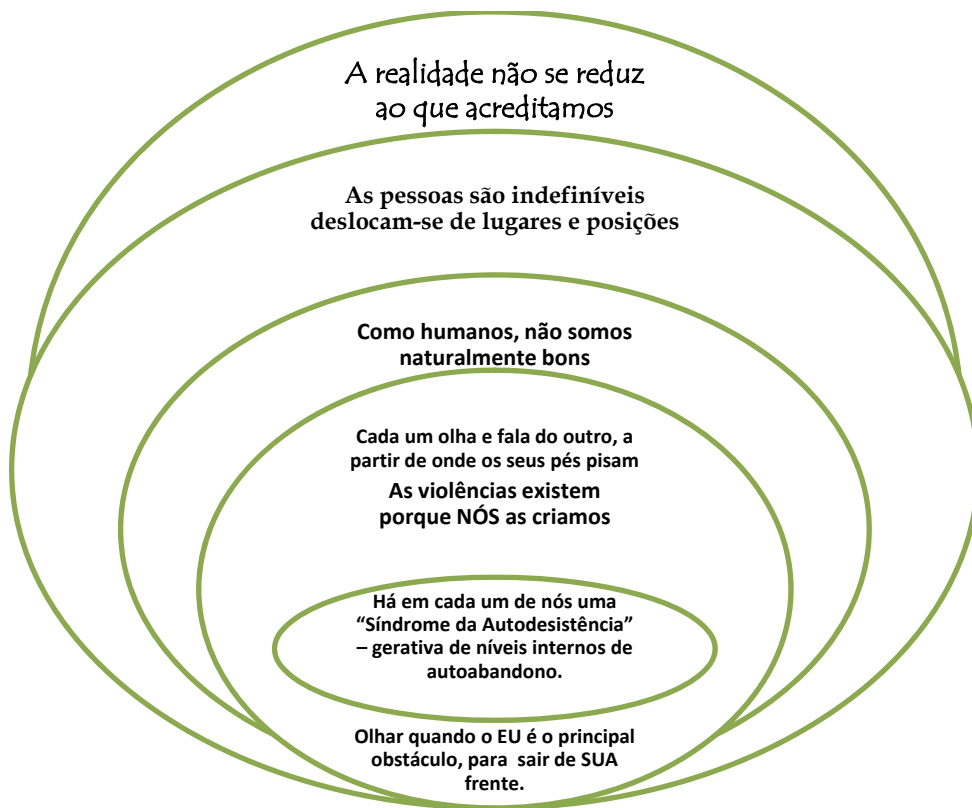 A realidade não se reduz
ao que acreditamos
As pessoas são indefiníveis
deslocam-se de lugares e posições
Como humanos, não somos
naturalmente bons
Cada um olha e fala do outro, a
partir de onde os seus pés pisam
As violências existem
porque NÓS as criamos
Há em cada um de nós uma
“Síndrome da Autodesistência”
– gerativa de níveis internos de
autoabandono.
Olhar quando o EU é o principal
obstáculo, para sair de SUA
frente.